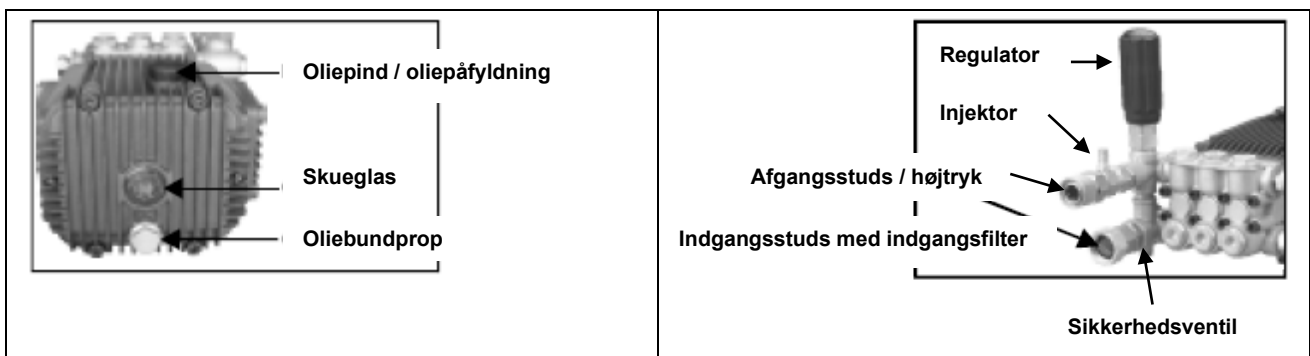 Oliepind / oliepåfyldning
Skueglas
Oliebundprop
Regulator
Injektor
Afgangsstuds / højtryk
Indgangsstuds med indgangsfilter
Sikkerhedsventil